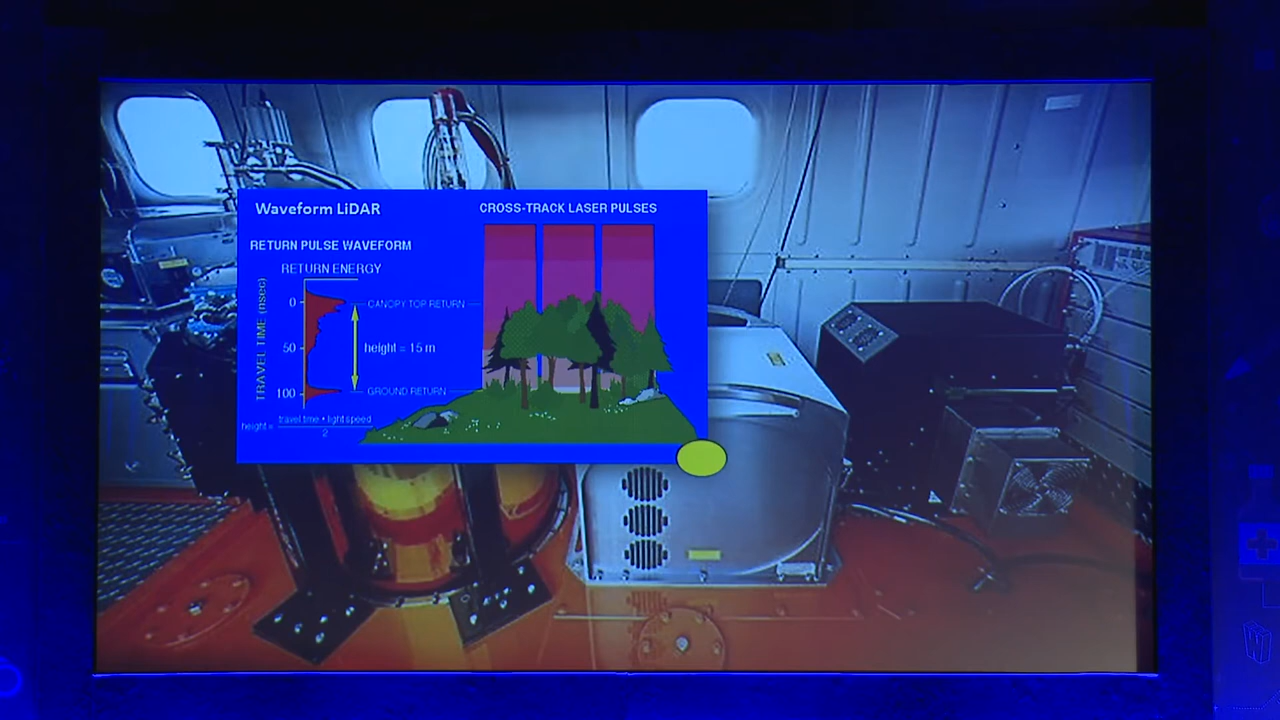 Waveform LiDAR
CROSS-TRACK LASER PULSES
RETURN PULSE WAVEFORM
RETURN ENERGY
TRAVEL TIME (nsec)
0
CANOPY TOP RETURN
50
height = 15 m
100
GROUND RETURN
height = travel time • light speed
2